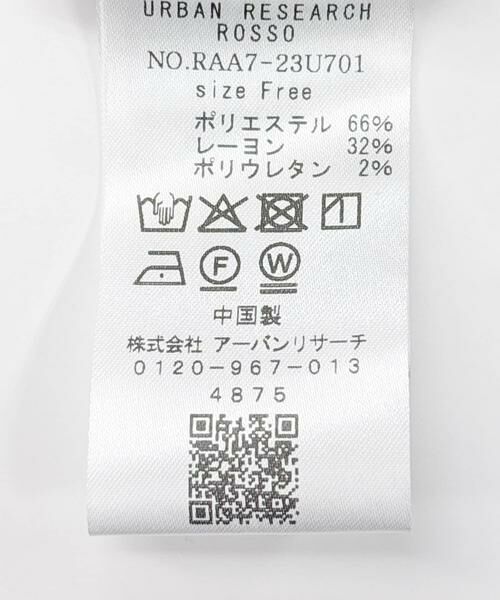 URBAN RESEARCH
ROSSO
NO.RAA7-23U701
size Free
ポリエステル 66%
レーヨン 32%
ポリウレタン 2%
F W
中国製
株式会社 アーバンリサーチ
0120-967-013
4875